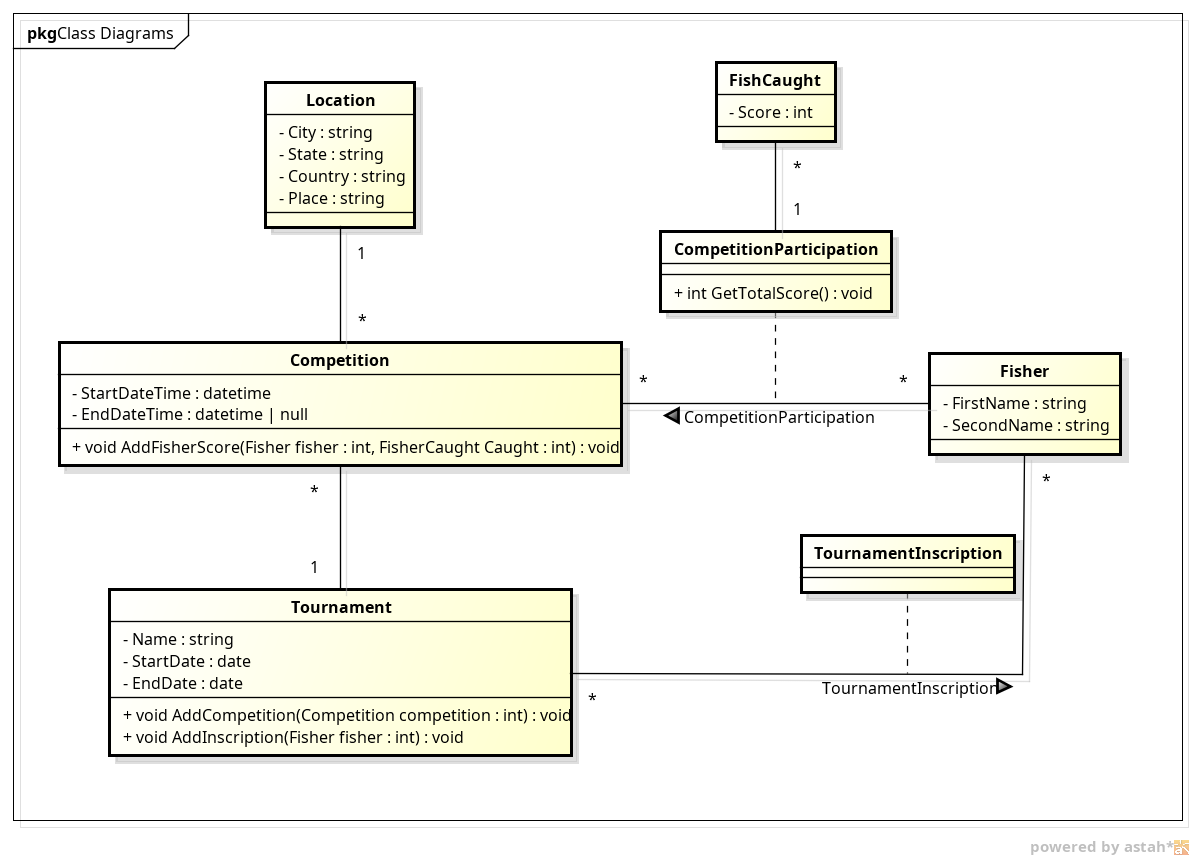 pkg Class Diagrams
FishCaught
- Score : int
Location
- City : string
- State : string
- Country : string
- Place : string
*
1
CompetitionParticipation
+ int GetTotalScore() : void
1
*
Competition
- StartDateTime : datetime
- EndDateTime : datetime | null
+ void AddFisherScore(Fisher fisher : int, FisherCaught Caught : int) : void
*
*
CompetitionParticipation
Fisher
- FirstName : string
- SecondName : string
*
1
*
TournamentInscription
Tournament
- Name : string
- StartDate : date
- EndDate : date
+ void AddCompetition(Competition competition : int) : void
+ void AddInscription(Fisher fisher : int) : void
*
TournamentInscription
powered by astah*